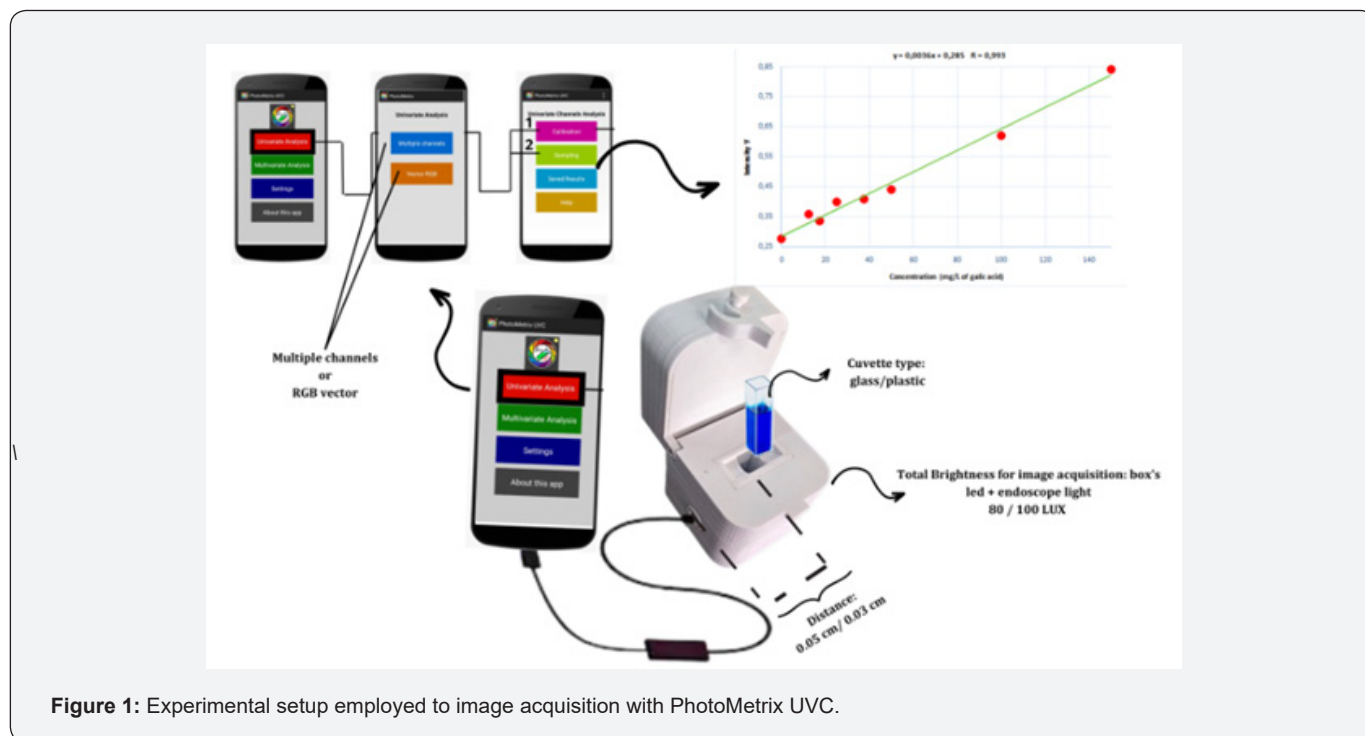 PhotoMetrix UVC
Univariate Analysis
Multivariate Analysis
Settings
About this app
PhotoMetrix
Univariate Analysis
Multiple channels
Vector RGB
PhotoMetrix UVC
Univariate Channels Analysis
1
Calibration
2
Sampling
Saved Results
Help
y = 0,0036x + 0,285 R = 0,993
0,85
0,75
0,65
0,55
0,45
0,35
0,25
Intensity V
0 20 40 60 80 100 120 140
Concentration (mg/L of galic acid)
Multiple channels
or
RGB vector
PhotoMetrix UVC
Univariate Analysis
Multivariate Analysis
Settings
About this app
Cuvette type:
glass/plastic
Total Brightness for image acquisition: box's
led + endoscope light
80 / 100 LUX
Distance:
0.05 cm/ 0.03 cm
\
Figure 1: Experimental setup employed to image acquisition with PhotoMetrix UVC.